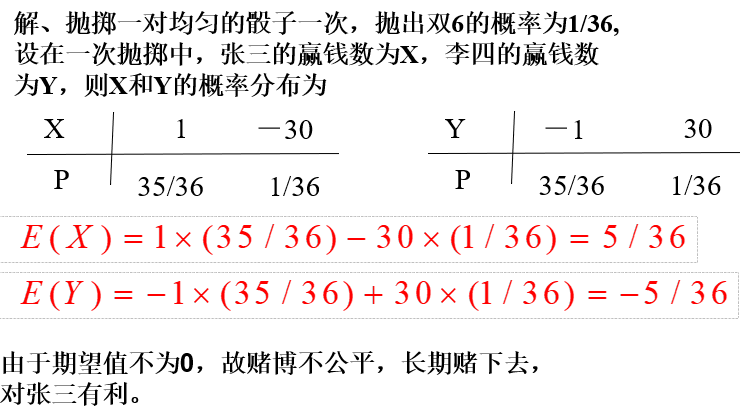 解、抛掷一对均匀的骰子一次，抛出双6的概率为1/36,
设在一次抛掷中，张三的赢钱数为X，李四的赢钱数
为Y，则X和Y的概率分布为
X 1 －30
P 35/36 1/36
Y －1 30
P 35/36 1/36
E(X)=1×(35/36)−30×(1/36)=5/36
E(Y)=−1×(35/36)+30×(1/36)=−5/36
由于期望值不为0，故赌博不公平，长期赌下去，
对张三有利。